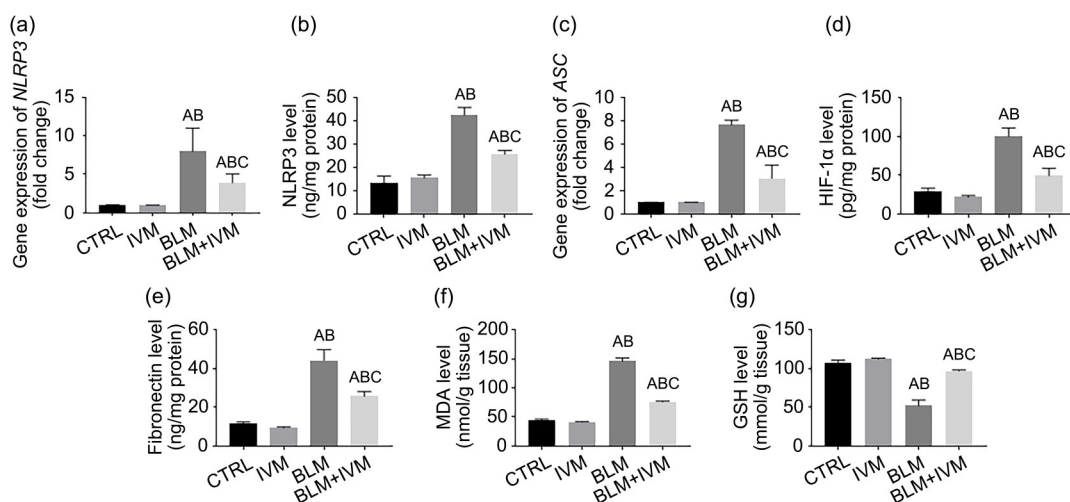 (a)
Gene expression of NLRP3
(fold change)
15
10
5
0
AB
ABC
CTRL
IVM
BLM
BLM+IVM
(b)
NLRP3 level
(ng/mg protein)
50
40
30
20
10
0
AB
ABC
CTRL
IVM
BLM
BLM+IVM
(c)
Gene expression of ASC
(fold change)
10
8
6
4
2
0
AB
ABC
CTRL
IVM
BLM
BLM+IVM
(d)
HIF-1α level
(pg/mg protein)
150
100
50
0
AB
ABC
CTRL
IVM
BLM
BLM+IVM
(e)
Fibronectin level
(ng/mg protein)
60
40
20
0
AB
ABC
CTRL
IVM
BLM
BLM+IVM
(f)
MDA level
(nmol/g tissue)
200
150
100
50
0
AB
ABC
CTRL
IVM
BLM
BLM+IVM
(g)
GSH level
(mmol/g tissue)
150
100
50
0
AB
ABC
CTRL
IVM
BLM
BLM+IVM